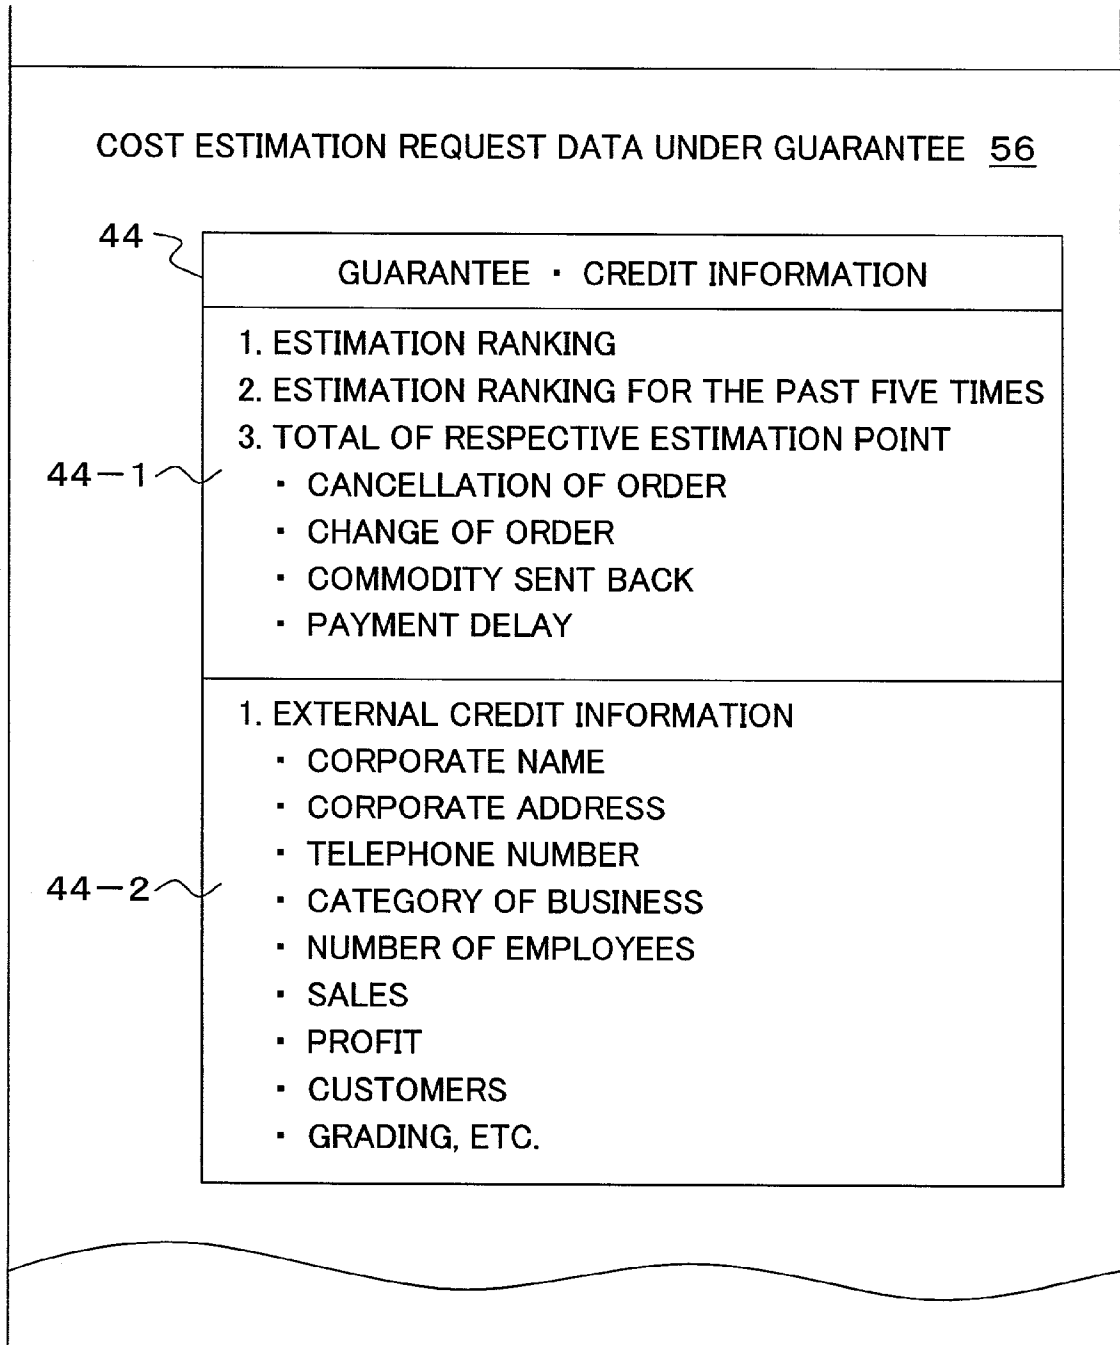 COST ESTIMATION REQUEST DATA UNDER GUARANTEE 56
44
GUARANTEE ・ CREDIT INFORMATION
1. ESTIMATION RANKING
2. ESTIMATION RANKING FOR THE PAST FIVE TIMES
3. TOTAL OF RESPECTIVE ESTIMATION POINT
44-1
・ CANCELLATION OF ORDER
・ CHANGE OF ORDER
・ COMMODITY SENT BACK
・ PAYMENT DELAY
1. EXTERNAL CREDIT INFORMATION
・ CORPORATE NAME
・ CORPORATE ADDRESS
・ TELEPHONE NUMBER
44-2
・ CATEGORY OF BUSINESS
・ NUMBER OF EMPLOYEES
・ SALES
・ PROFIT
・ CUSTOMERS
・ GRADING, ETC.